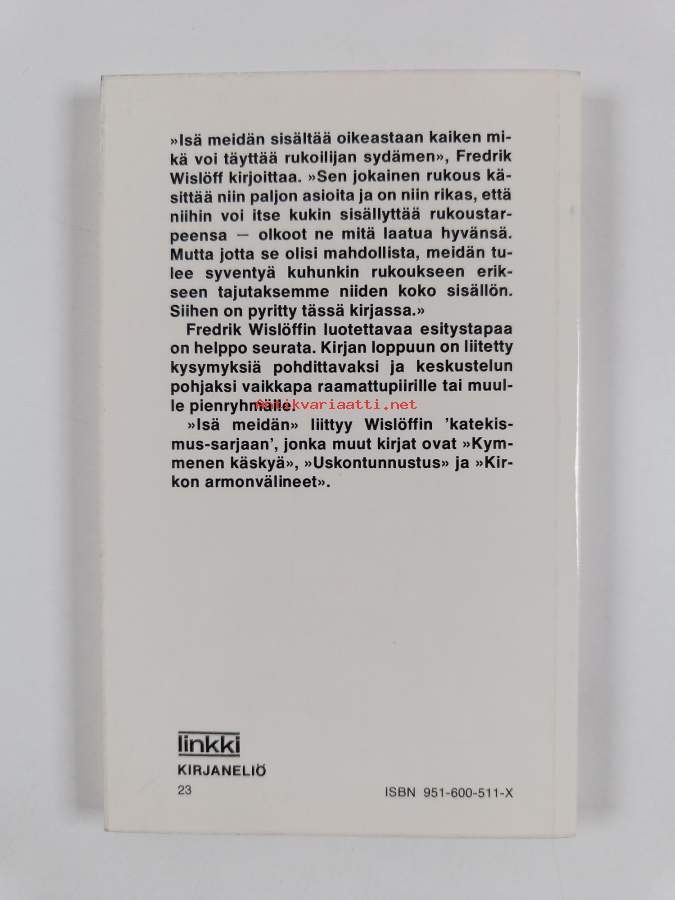 »Isä meidän sisältää oikeastaan kaiken mi-
kä voi täyttää rukoilijan sydämen», Fredrik
Wislöff kirjoittaa. »Sen jokainen rukous kä-
sittää niin paljon asioita ja on niin rikas, että
niihin voi itse kukin sisällyttää rukoustar-
peensa — olkoot ne mitä laatua hyvänsä.
Mutta jotta se olisi mahdollista, meidän tu-
lee syventyä kuhunkin rukoukseen erik-
seen tajutaksemme niiden koko sisällön.
Siihen on pyritty tässä kirjassa.»
Fredrik Wislöffin luotettavaa esitystapaa
on helppo seurata. Kirjan loppuun on liitetty
kysymyksiä pohdittavaksi ja keskustelun
pohjaksi vaikkapa raamattupiirille tai muul-
le pienryhmälle.
Antikvariaatti.net
»Isä meidän» liittyy Wislöffin 'katekis-
mus-sarjaan', jonka muut kirjat ovat »Kym-
menen käskyä», »Uskontunnustus» ja »Kir-
kon armonvälineet».
linkki
KIRJANELIÖ
23 ISBN 951-600-511-X